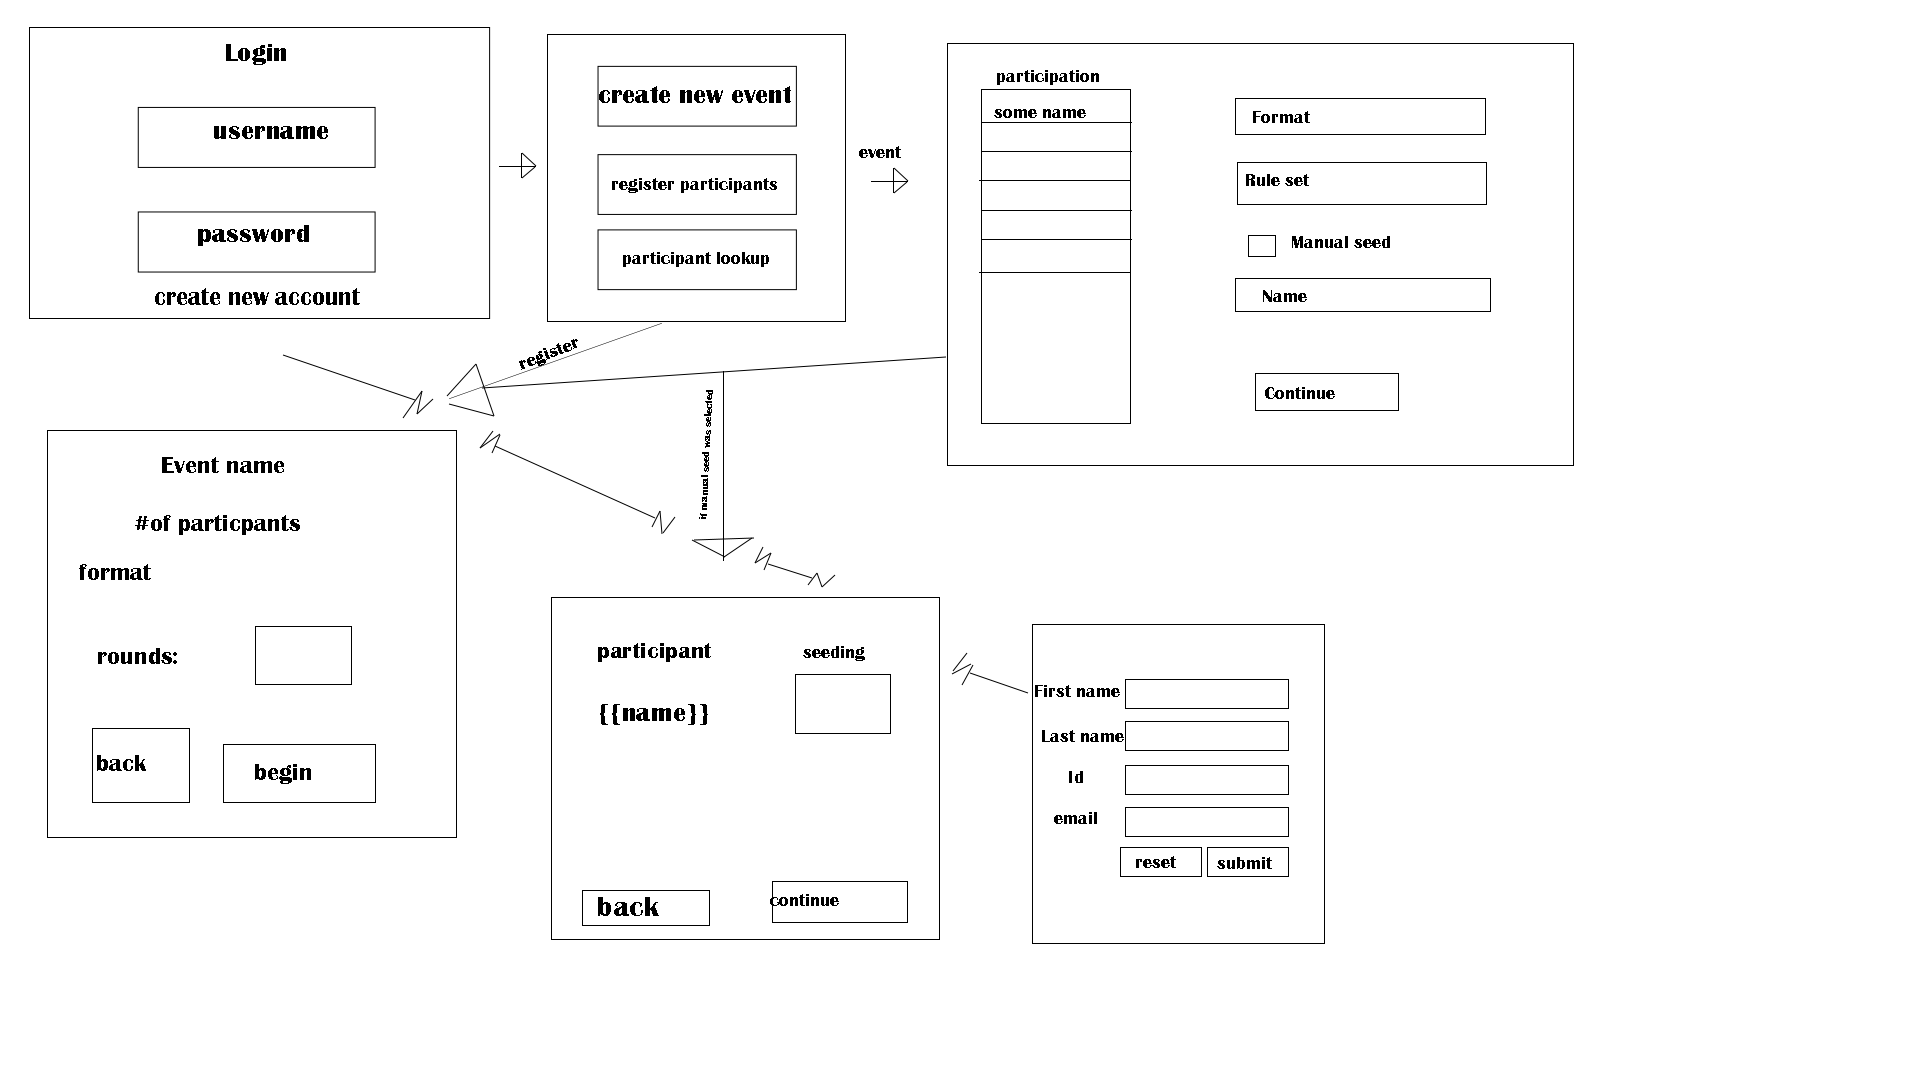 Login
username
password
create new account
create new event
register participants
participant lookup
event
participation
some name
Format
Rule set
Manual seed
Name
Continue
register
if manual seed was selected
Event name
#of particpants
format
rounds:
back
begin
participant
seeding
{{name}}
back
continue
First name
Last name
Id
email
reset
submit